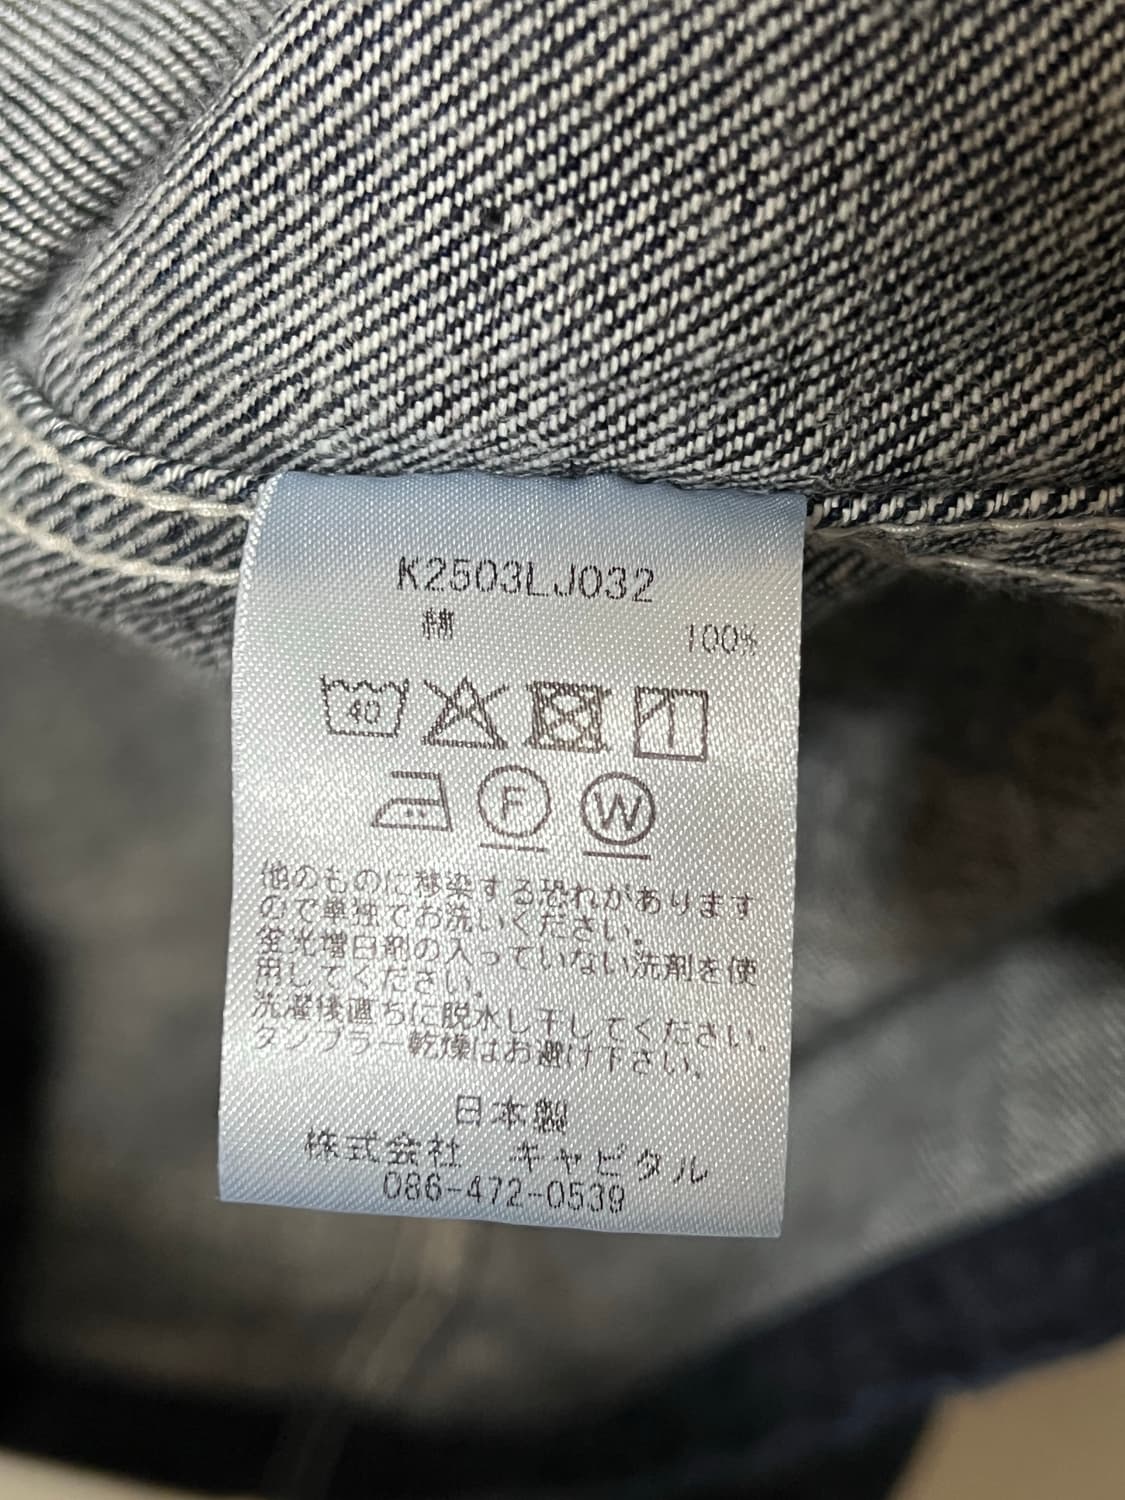 K2503LJ032
綿 100%
40
F W
他のものに移染する恐れがあります
ので単独でお洗いください。
蛍光増白剤の入っていない洗剤を使
用してください。
洗濯後直ちに脱水し干してください。
タンブラー乾燥はお避け下さい。
日本製
株式会社 キャピタル
086-472-0539